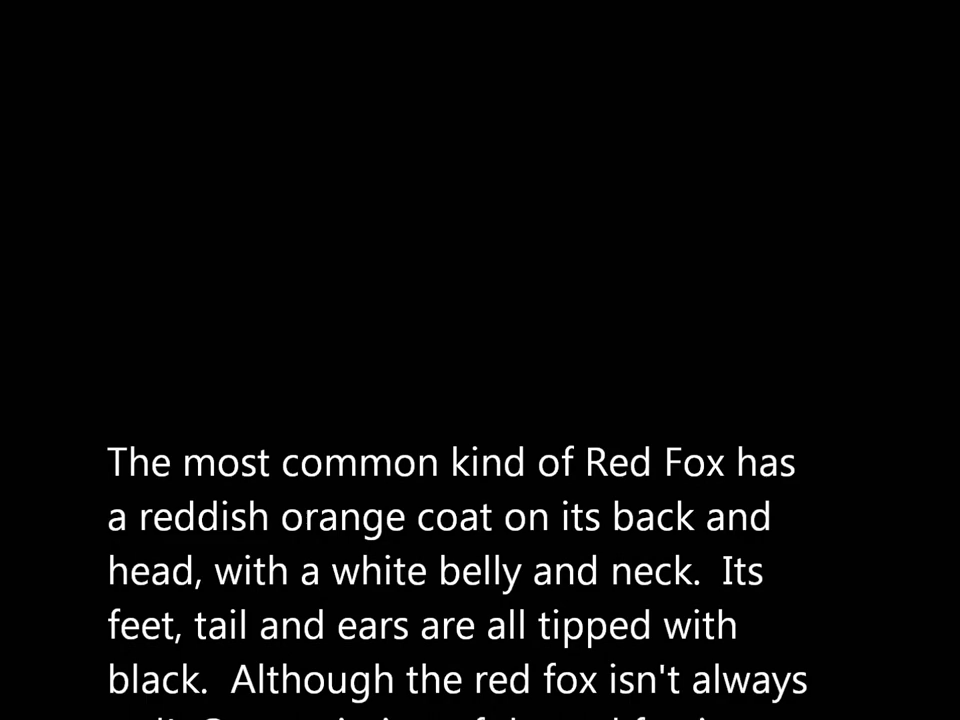 The most common kind of Red Fox has
a reddish orange coat on its back and
head, with a white belly and neck.  Its
feet, tail and ears are all tipped with
black.  Although the red fox isn't always